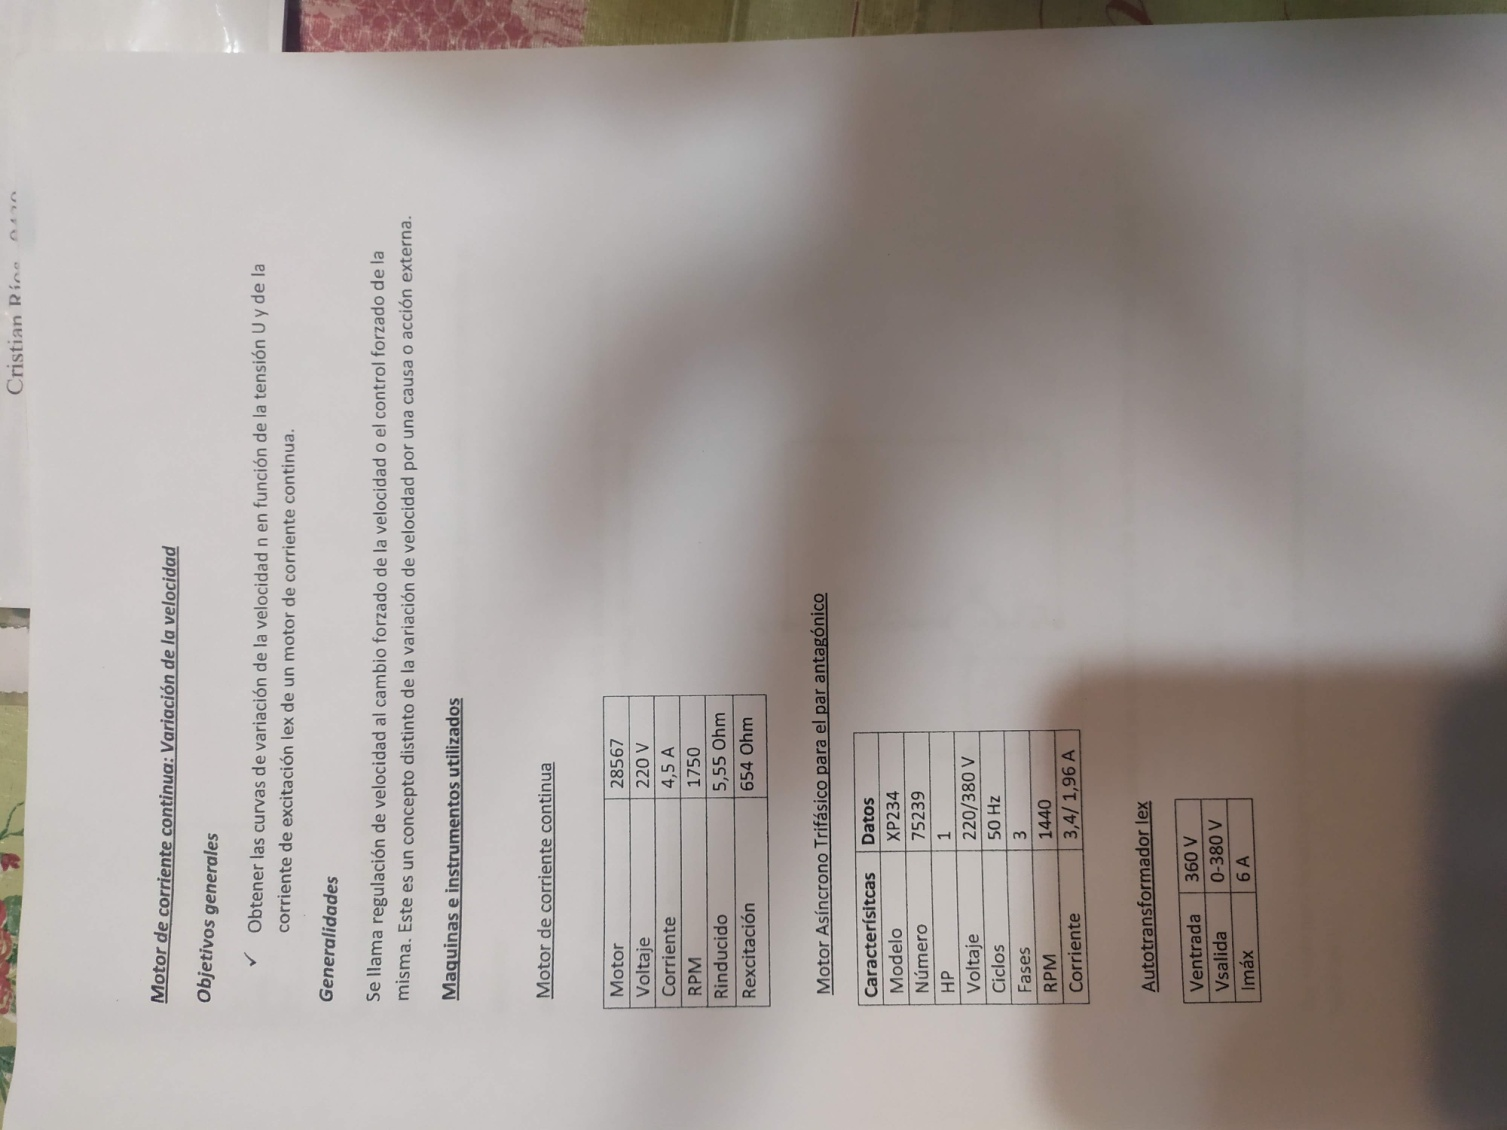 Cristian
Motor de corriente continua: Variación de la velocidad
Objetivos generales
✓ Obtener las curvas de variación de la velocidad n en función de la tensión U y de la
corriente de excitación Iex de un motor de corriente continua.
Generalidades
Se llama regulación de velocidad al cambio forzado de la velocidad o el control forzado de la
misma. Este es un concepto distinto de la variación de velocidad por una causa o acción externa.
Maquinas e instrumentos utilizados
Motor de corriente continua
Motor 28567
Voltaje 220 V
Corriente 4,5 A
RPM 1750
Rinducido 5,55 Ohm
Rexcitación 654 Ohm
Motor Asíncrono Trifásico para el par antagónico
Caracterísitcas Datos
Modelo XP234
Número 75239
HP 1
Voltaje 220/380 V
Ciclos 50 Hz
Fases 3
RPM 1440
Corriente 3,4/ 1,96 A
Autotransformador Iex
Ventrada 360 V
Vsalida 0-380 V
Imáx 6 A